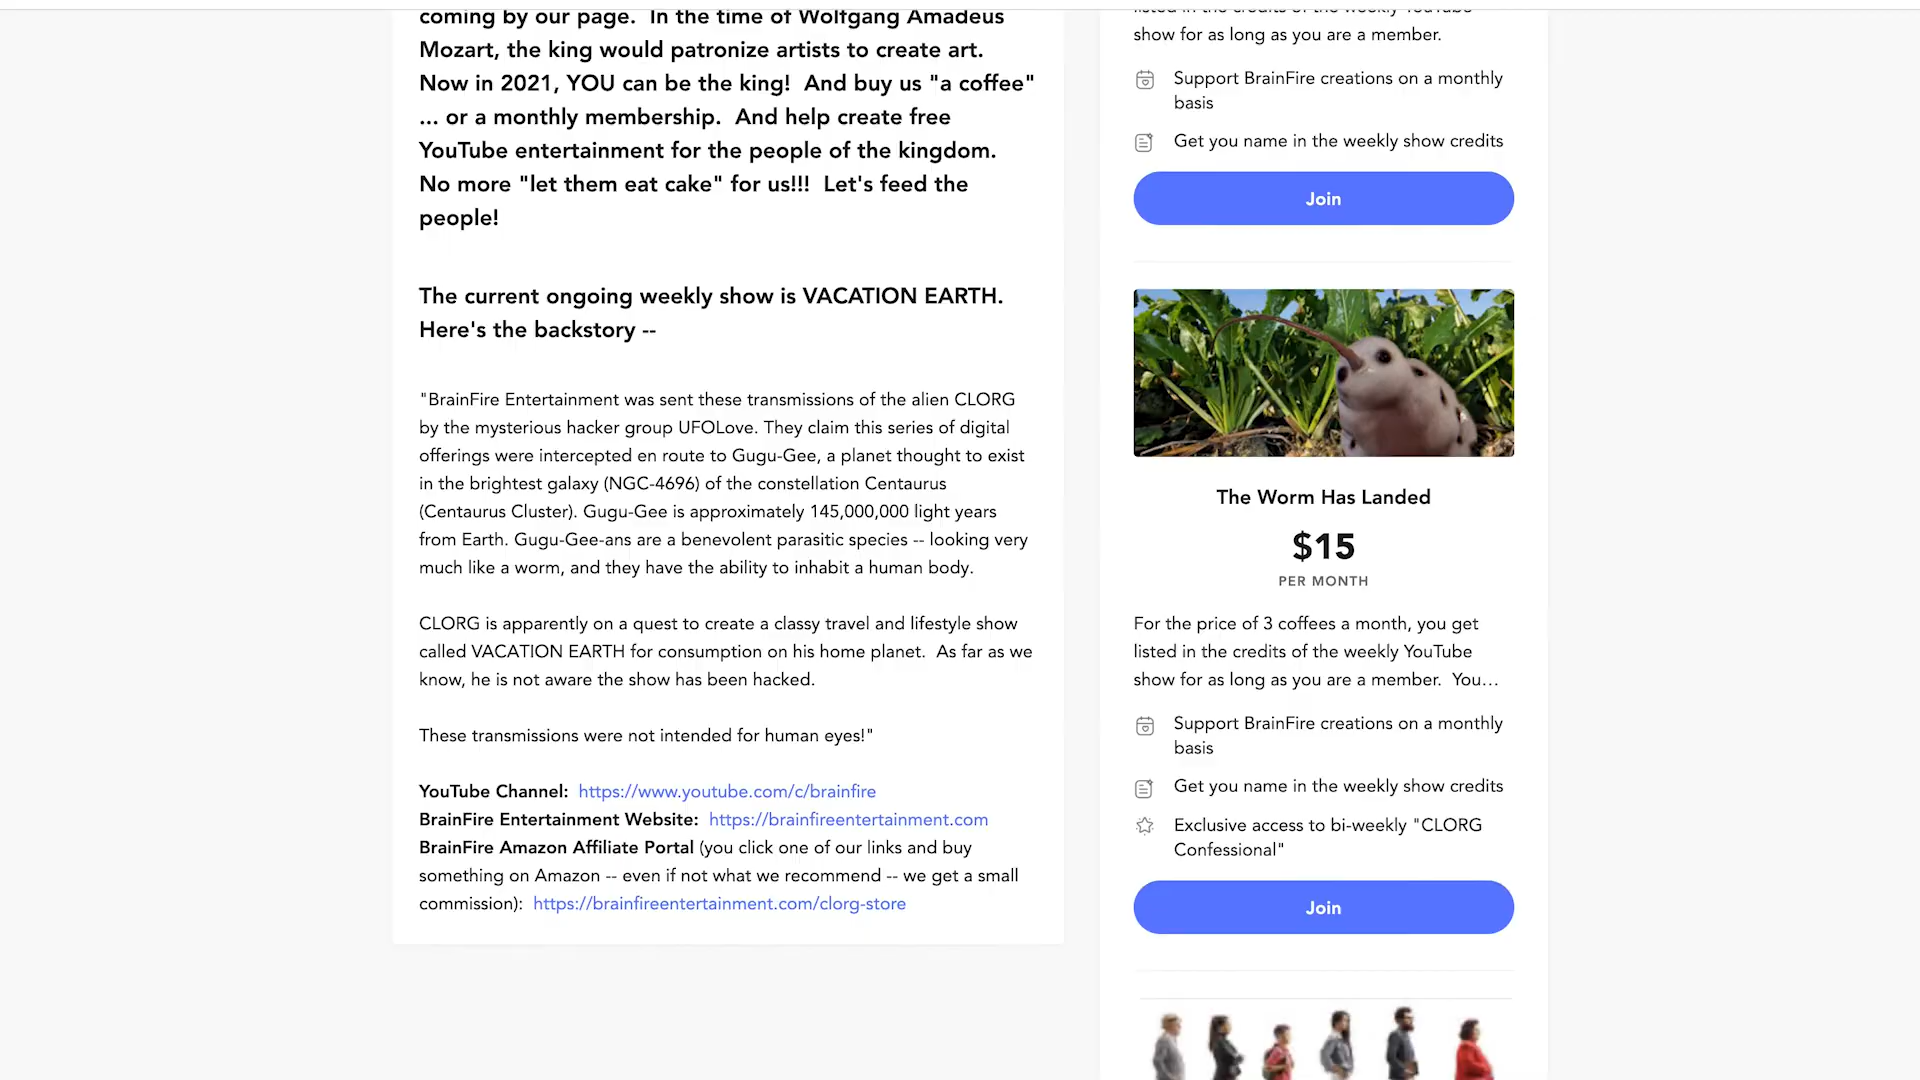 coming by our page.  In the time of Wolfgang Amadeus
Mozart, the king would patronize artists to create art.
Now in 2021, YOU can be the king!  And buy us "a coffee"
... or a monthly membership.  And help create free
YouTube entertainment for the people of the kingdom.
No more "let them eat cake" for us!!!  Let's feed the
people!
The current ongoing weekly show is VACATION EARTH.
Here's the backstory --
"BrainFire Entertainment was sent these transmissions of the alien CLORG
by the mysterious hacker group UFOLove. They claim this series of digital
offerings were intercepted en route to Gugu-Gee, a planet thought to exist
in the brightest galaxy (NGC-4696) of the constellation Centaurus
(Centaurus Cluster). Gugu-Gee is approximately 145,000,000 light years
from Earth. Gugu-Gee-ans are a benevolent parasitic species -- looking very
much like a worm, and they have the ability to inhabit a human body.
CLORG is apparently on a quest to create a classy travel and lifestyle show
called VACATION EARTH for consumption on his home planet.  As far as we
know, he is not aware the show has been hacked.
These transmissions were not intended for human eyes!"
YouTube Channel:  https://www.youtube.com/c/brainfire
BrainFire Entertainment Website:  https://brainfireentertainment.com
BrainFire Amazon Affiliate Portal (you click one of our links and buy
something on Amazon -- even if not what we recommend -- we get a small
commission):  https://brainfireentertainment.com/clorg-store
listed in the credits of the weekly YouTube
show for as long as you are a member.
Support BrainFire creations on a monthly
basis
Get you name in the weekly show credits
Join
The Worm Has Landed
$15
PER MONTH
For the price of 3 coffees a month, you get
listed in the credits of the weekly YouTube
show for as long as you are a member.  You...
Support BrainFire creations on a monthly
basis
Get you name in the weekly show credits
Exclusive access to bi-weekly "CLORG
Confessional"
Join